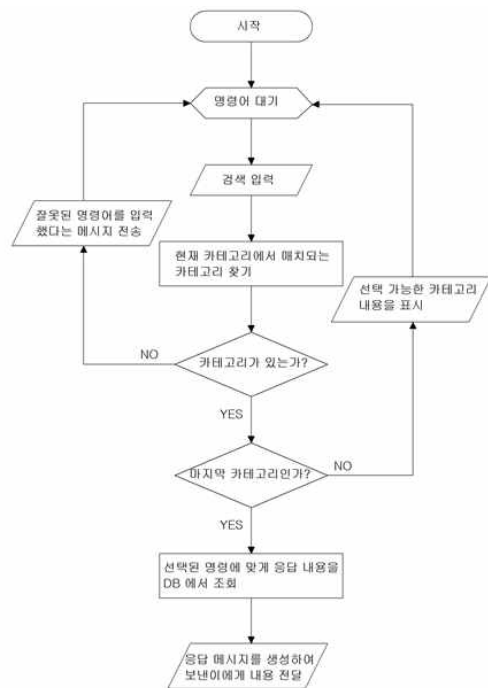 시작
명령어 대기
검색 입력
잘못된 명령어를 입력
했다는 메시지 전송
현재 카테고리에서 매치되는
카테고리 찾기
선택 가능한 카테고리
내용을 표시
NO
카테고리가 있는가?
YES
마지막 카테고리인가?
NO
YES
선택된 명령에 맞게 응답 내용을
DB 에서 조회
응답 메시지를 생성하여
보낸이에게 내용 전달